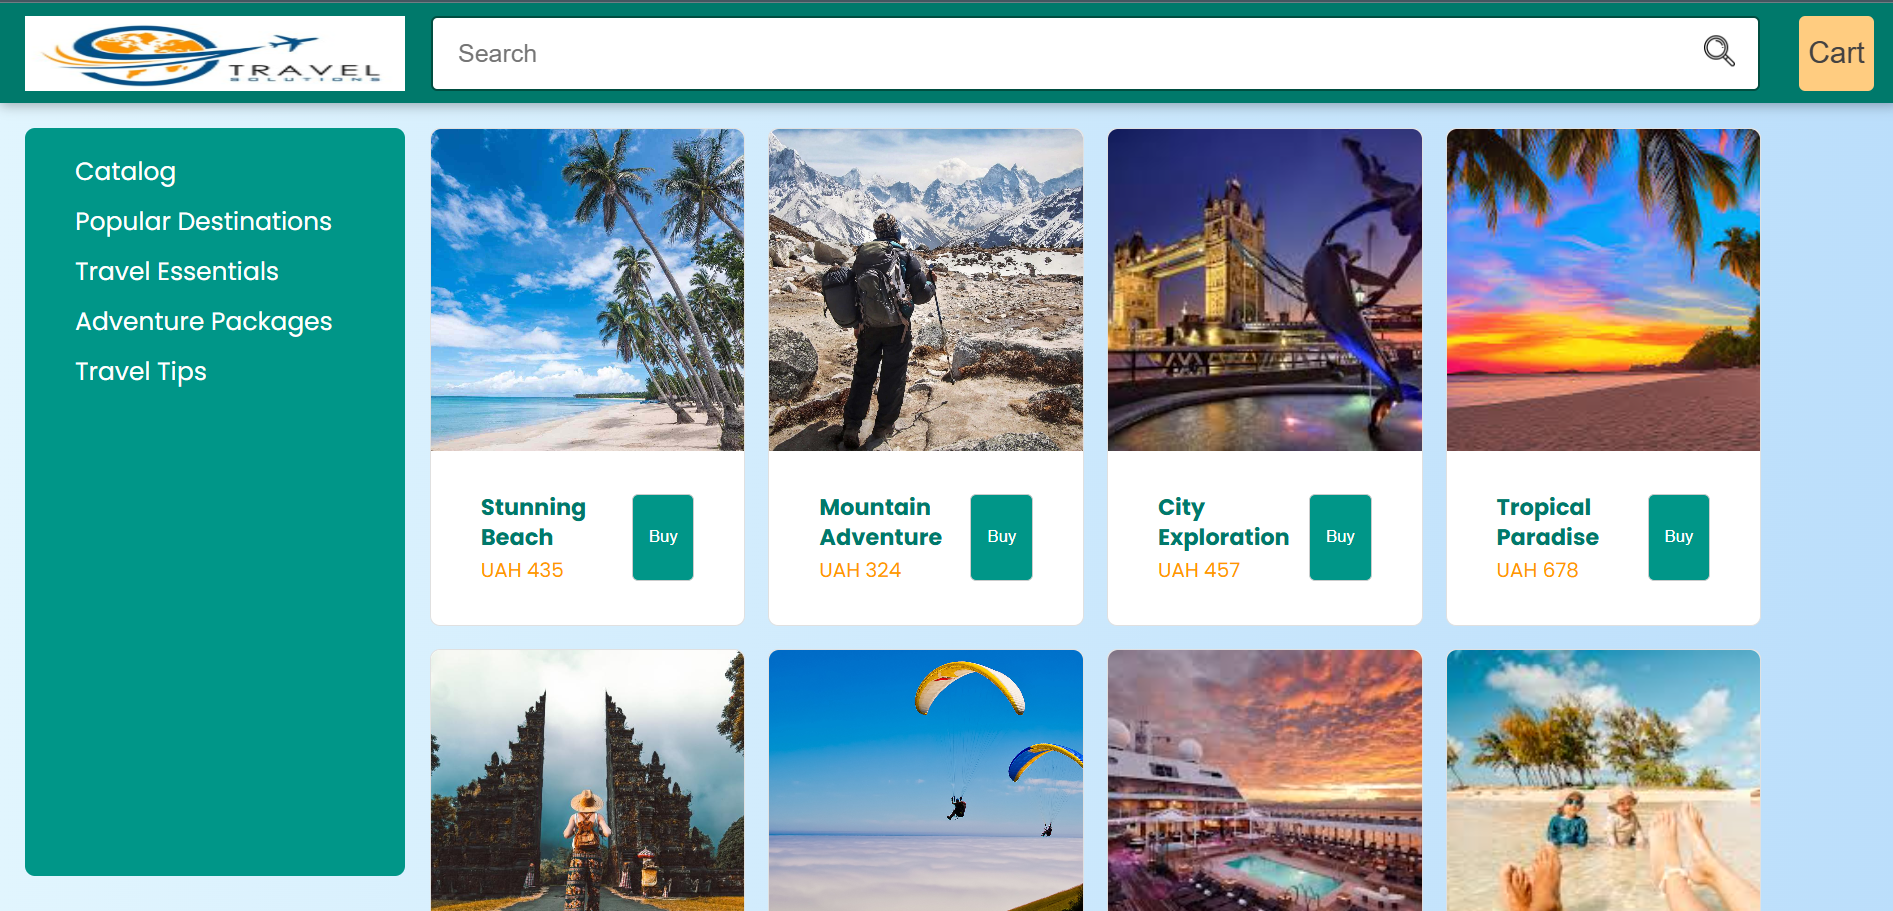 TRAVEL
SOLUTIONS
Search
Cart
Catalog
Popular Destinations
Travel Essentials
Adventure Packages
Travel Tips
Stunning
Beach
UAH 435
Buy
Mountain
Adventure
UAH 324
Buy
City
Exploration
UAH 457
Buy
Tropical
Paradise
UAH 678
Buy